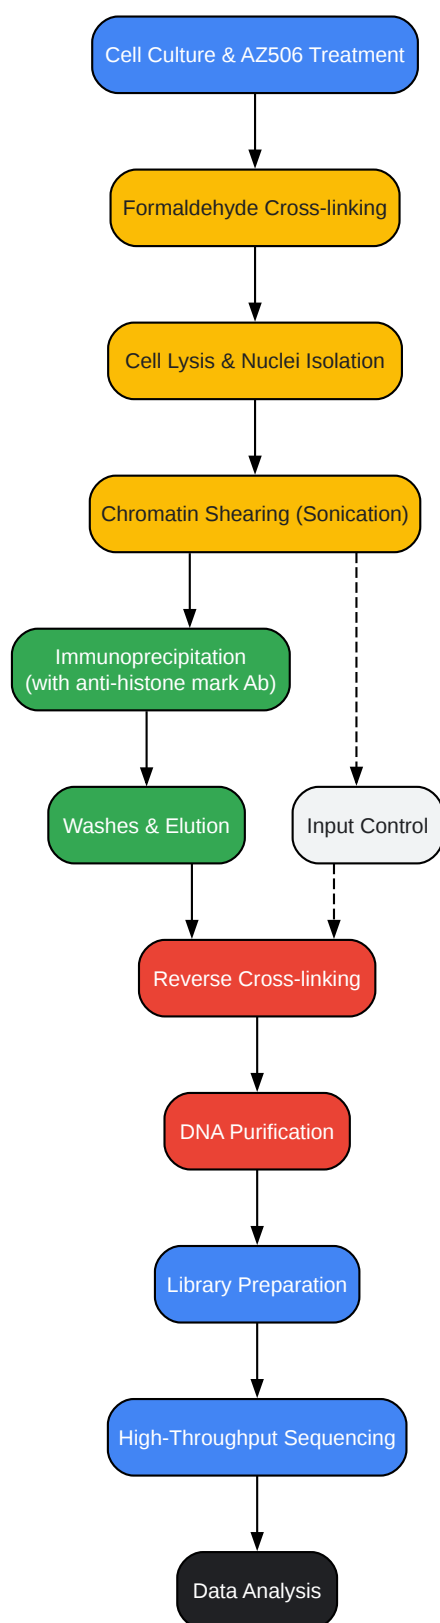 Cell Culture & AZ506 Treatment
Formaldehyde Cross-linking
Cell Lysis & Nuclei Isolation
Chromatin Shearing (Sonication)
Immunoprecipitation
(with anti-histone mark Ab)
Washes & Elution
Input Control
Reverse Cross-linking
DNA Purification
Library Preparation
High-Throughput Sequencing
Data Analysis